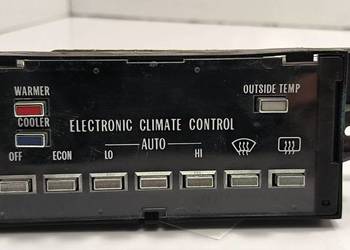 WARMER
OUTSIDE TEMP
COOLER
ELECTRONIC CLIMATE CONTROL
AUTO
OFF ECON LO HI